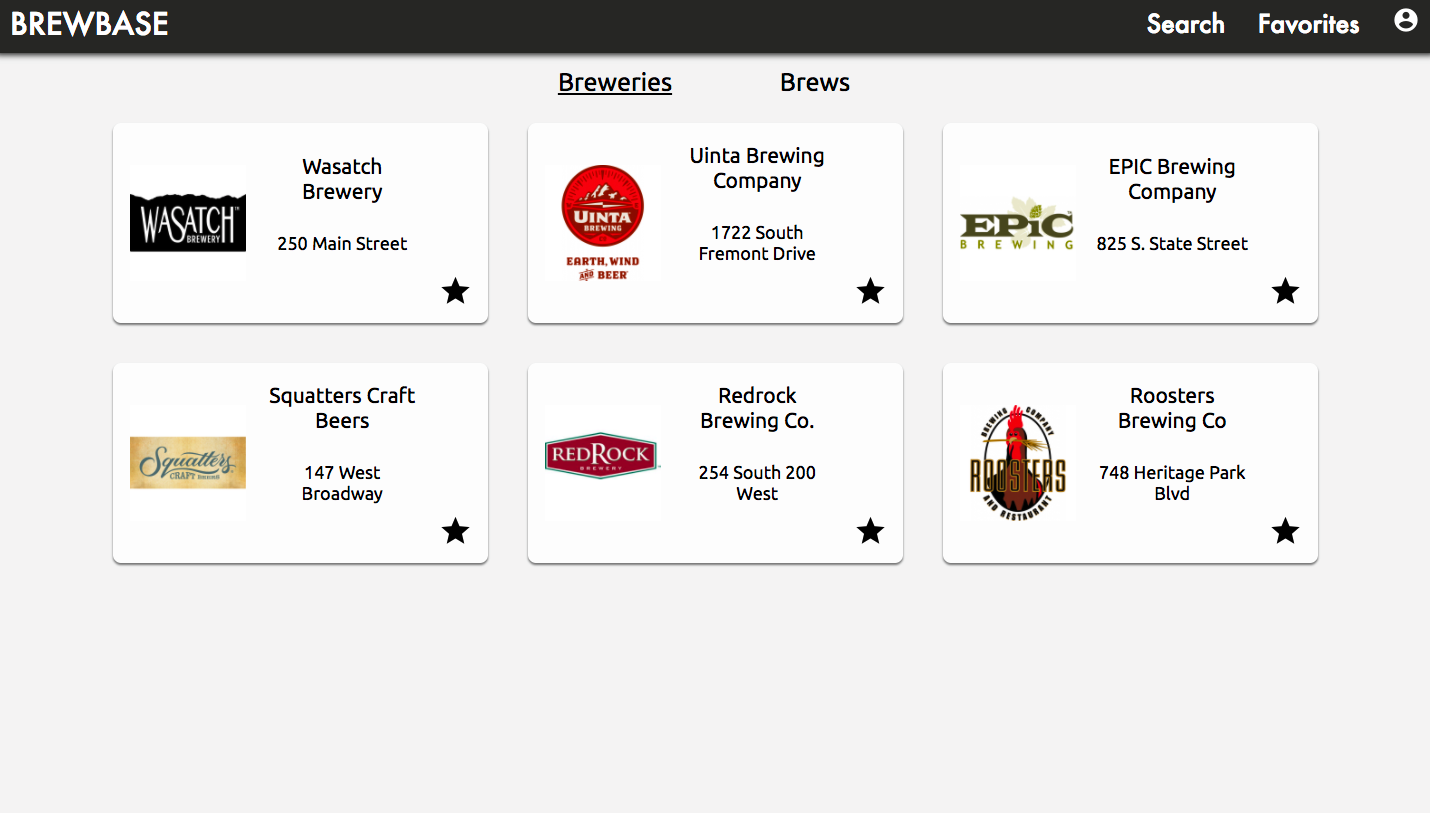 BREWBASE
Search
Favorites
Breweries
Brews
WASATCH™
BREWERY
Wasatch
Brewery
250 Main Street
UINTA
BREWING
EARTH, WIND
AND BEER
Uinta Brewing
Company
1722 South
Fremont Drive
EPiC™
BREWING
EPIC Brewing
Company
825 S. State Street
Squatters
CRAFT BEERS
Squatters Craft
Beers
147 West
Broadway
REDROCK
BREWERY
Redrock
Brewing Co.
254 South 200
West
BREWING COMPANY
ROOSTERS
AND RESTAURANT
Roosters
Brewing Co
748 Heritage Park
Blvd